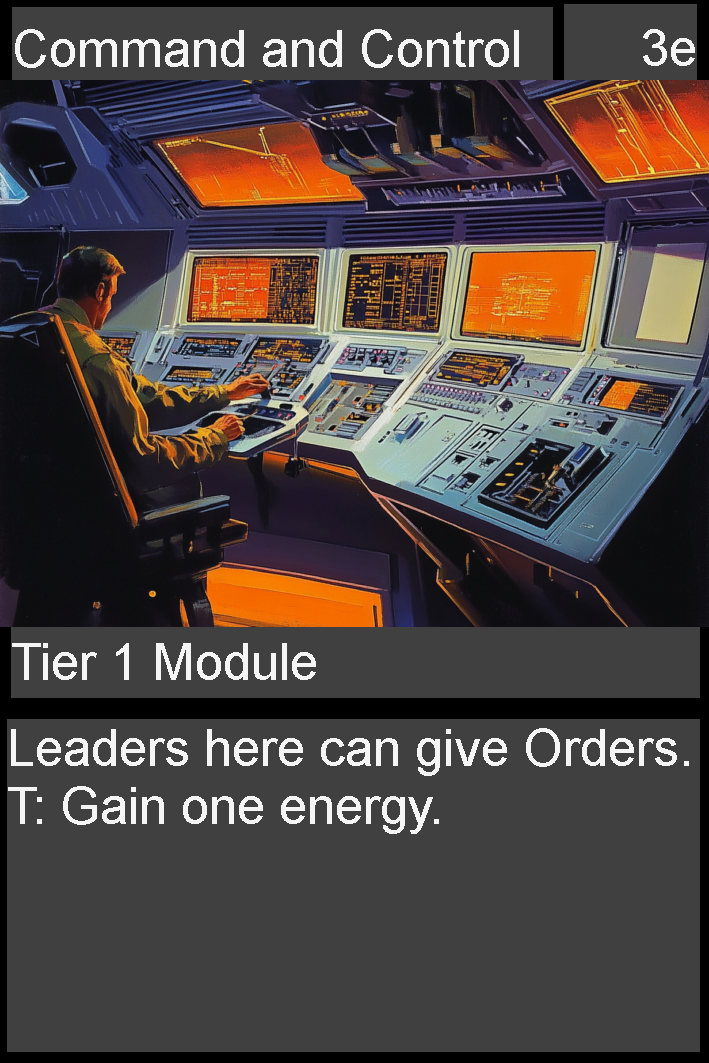 Command and Control 3e
Tier 1 Module
Leaders here can give Orders.
T: Gain one energy.